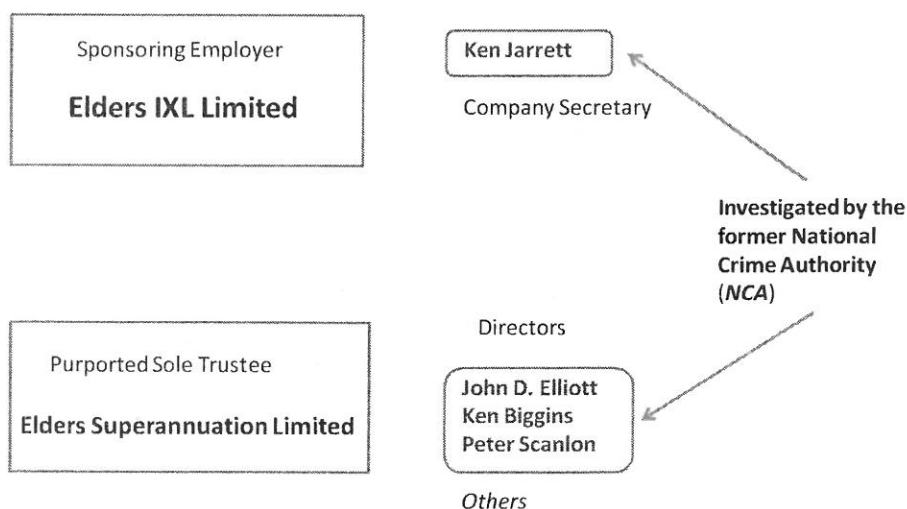 Sponsoring Employer
Elders IXL Limited
Ken Jarrett
Company Secretary
Investigated by the
former National
Crime Authority
(NCA)
Purported Sole Trustee
Elders Superannuation Limited
Directors
John D. Elliott
Ken Biggins
Peter Scanlon
Others